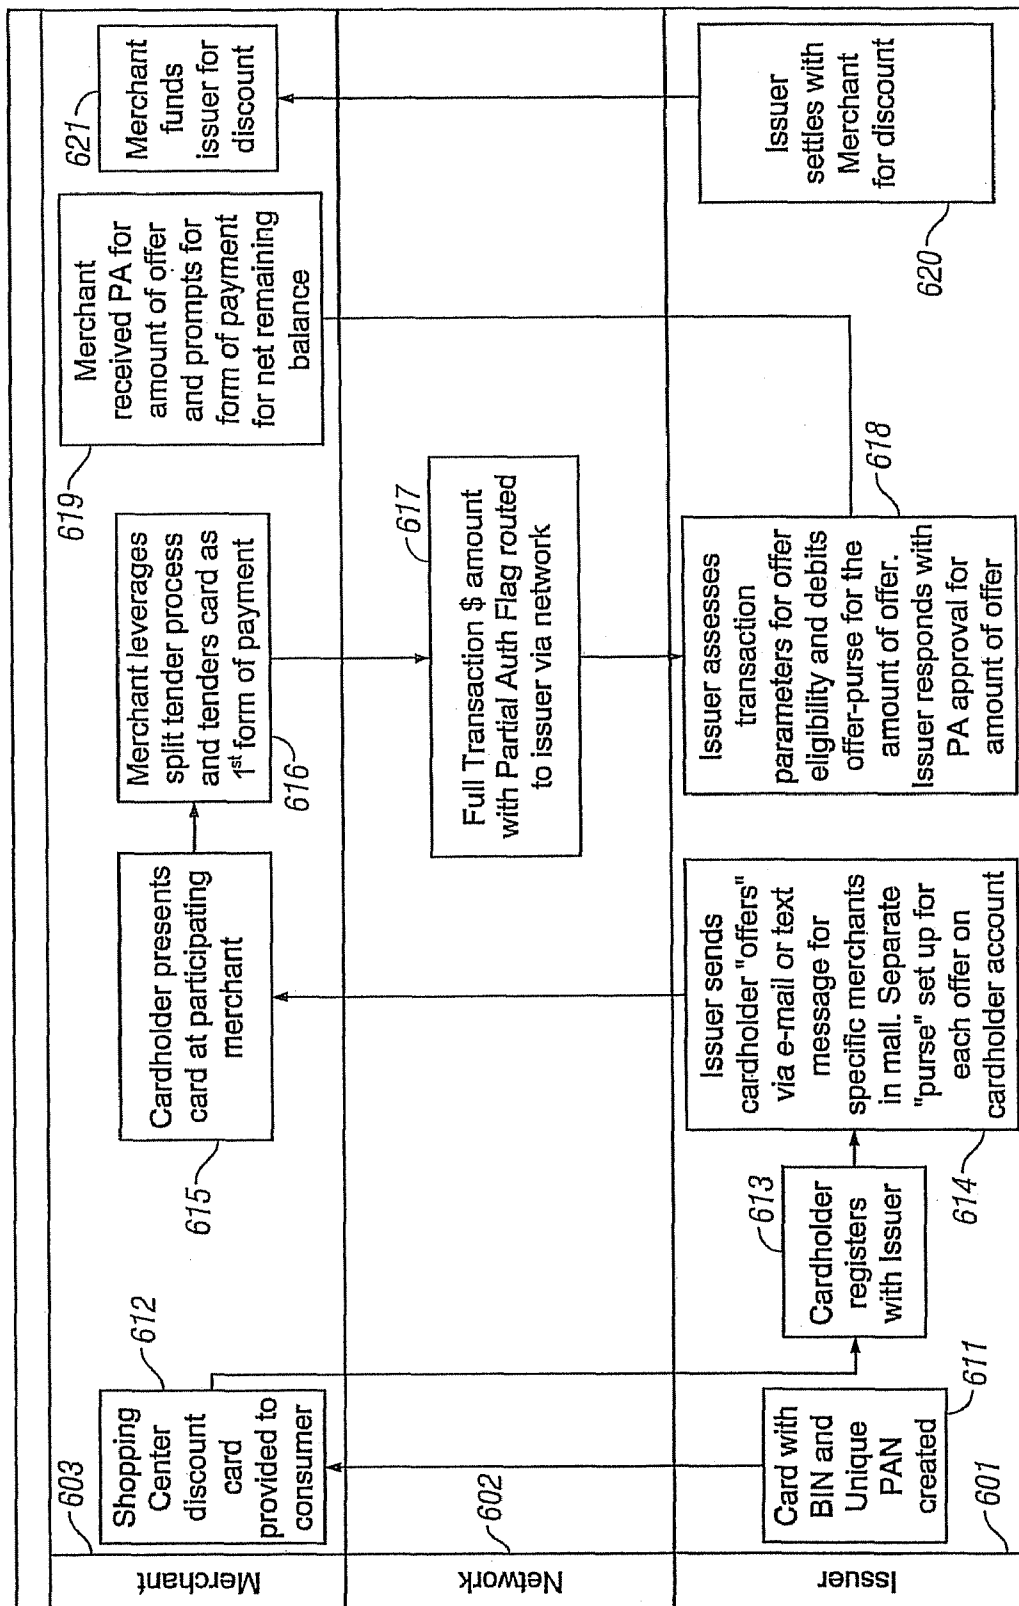 Merchant
603
Shopping
Center
discount
card
provided to
consumer
612
Cardholder presents
card at participating
merchant
615
Merchant leverages
split tender process
and tenders card as
1st form of payment
616
Merchant
received PA for
amount of offer
and prompts for
form of payment
for net remaining
balance
619
Merchant
funds
issuer for
discount
621
Network
602
Full Transaction $ amount
with Partial Auth Flag routed
to issuer via network
617
Issuer
601
Card with
BIN and
Unique
PAN
created
611
Cardholder
registers
with Issuer
613
Issuer sends
cardholder "offers"
via e-mail or text
message for
specific merchants
in mall. Separate
"purse" set up for
each offer on
cardholder account
614
Issuer assesses
transaction
parameters for offer
eligibility and debits
offer-purse for the
amount of offer.
Issuer responds with
PA approval for
amount of offer
618
Issuer
settles with
Merchant
for discount
620